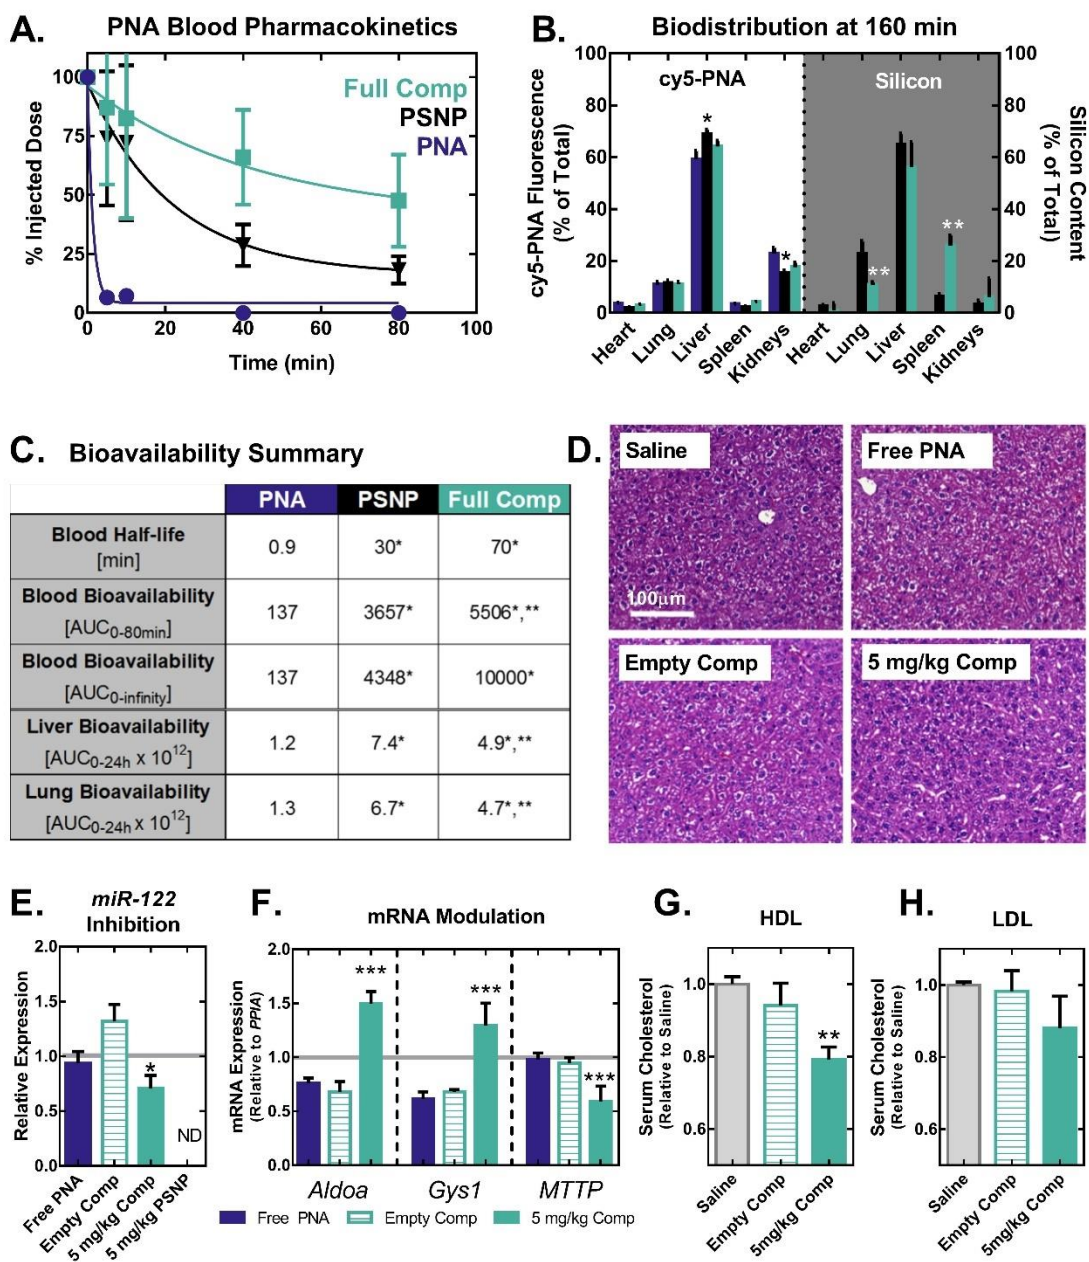 A. PNA Blood Pharmacokinetics
100
75
50
25
0
% Injected Dose
Full Comp
PSNP
PNA
0 20 40 60 80 100
Time (min)
B. Biodistribution at 160 min
100
80
60
40
20
0
cy5-PNA Fluorescence
(% of Total)
cy5-PNA
Silicon
*
*
**
**
100
80
60
40
20
0
Silicon Content
(% of Total)
Heart Lung Liver Spleen Kidneys Heart Lung Liver Spleen Kidneys
C. Bioavailability Summary
PNA PSNP Full Comp
Blood Half-life
[min]
0.9 30* 70*
Blood Bioavailability
[AUC0-80min]
137 3657* 5506*,**
Blood Bioavailability
[AUC0-infinity]
137 4348* 10000*
Liver Bioavailability
[AUC0-24h x 10^12]
1.2 7.4* 4.9*,**
Lung Bioavailability
[AUC0-24h x 10^12]
1.3 6.7* 4.7*,**
D.
Saline
100μm
Free PNA
Empty Comp
5 mg/kg Comp
E. miR-122
Inhibition
2.0
1.5
1.0
0.5
0.0
Relative Expression
*
ND
Free PNA
Empty Comp
5 mg/kg Comp
5 mg/kg PSNP
F. mRNA Modulation
2.0
1.5
1.0
0.5
0.0
mRNA Expression
(Relative to PPIA)
***
***
***
Aldoa Gys1 MTTP
Free PNA Empty Comp 5 mg/kg Comp
G. HDL
1.0
0.8
0.6
Serum Cholesterol
(Relative to Saline)
**
Saline
Empty Comp
5mg/kg Comp
H. LDL
1.0
0.8
0.6
Serum Cholesterol
(Relative to Saline)
Saline
Empty Comp
5mg/kg Comp